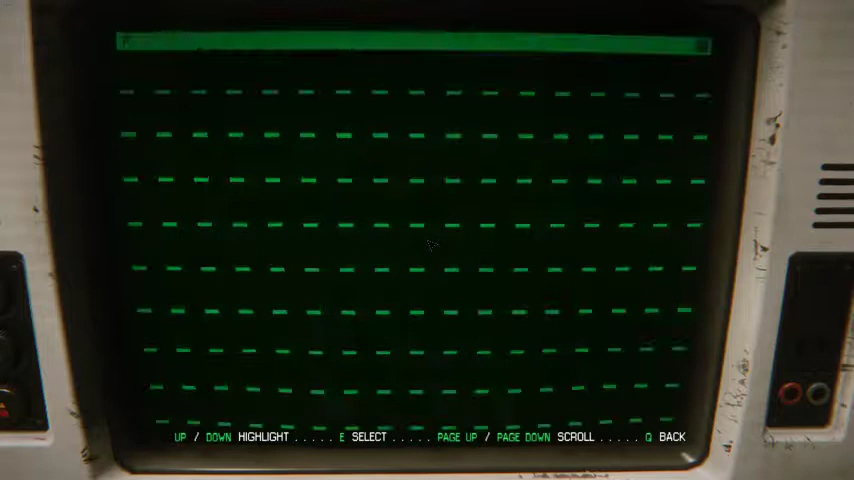 UP / DOWN HIGHLIGHT ..... E SELECT ..... PAGE UP / PAGE DOWN SCROLL ..... Q BACK